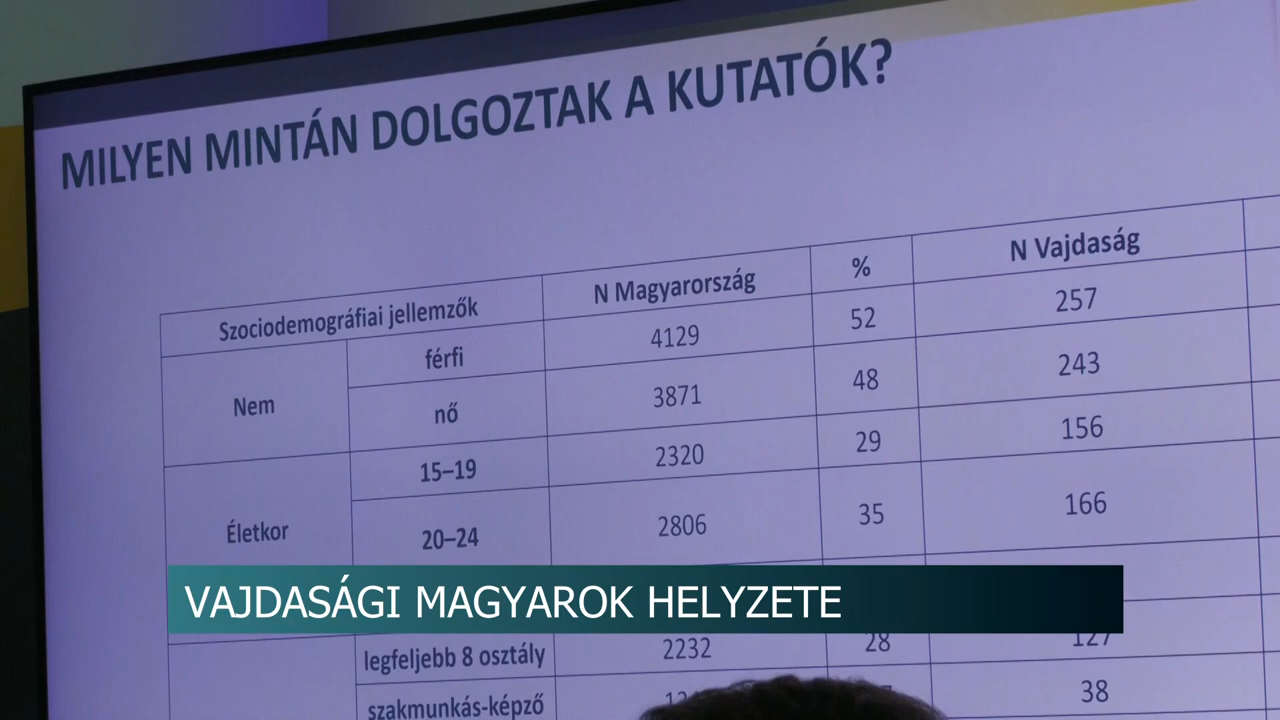 MILYEN MINTÁN DOLGOZTAK A KUTATÓK?
Szociodemográfiai jellemzők N Magyarország % N Vajdaság
Nem férfi 4129 52 257
nő 3871 48 243
Életkor 15–19 2320 29 156
20–24 2806 35 166
VAJDASÁGI MAGYAROK HELYZETE
legfeljebb 8 osztály 2232 28 127
szakmunkás-képző 38